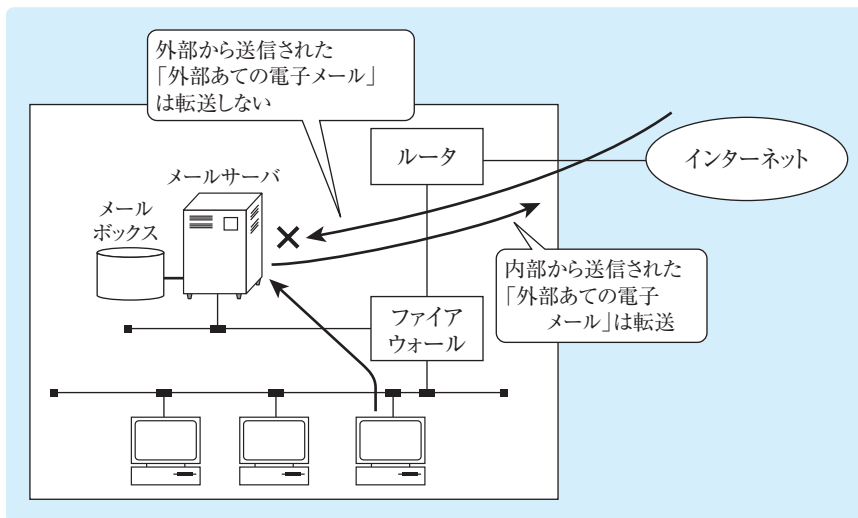 外部から送信された
「外部あての電子メール」
は転送しない
ルータ
インターネット
メールサーバ
メール
ボックス
内部から送信された
「外部あての電子
メール」は転送
ファイア
ウォール